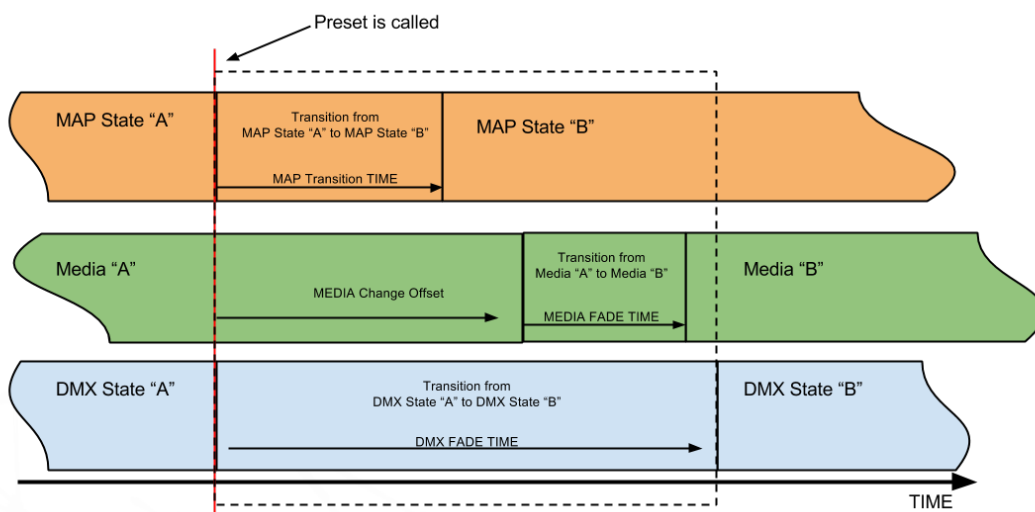 Preset is called
MAP State “A”
Transition from
MAP State “A” to MAP State “B”
MAP Transition TIME
MAP State “B”
Media “A”
MEDIA Change Offset
Transition from
Media “A” to Media “B”
MEDIA FADE TIME
Media “B”
DMX State “A”
Transition from
DMX State “A” to DMX State “B”
DMX FADE TIME
DMX State “B”
TIME